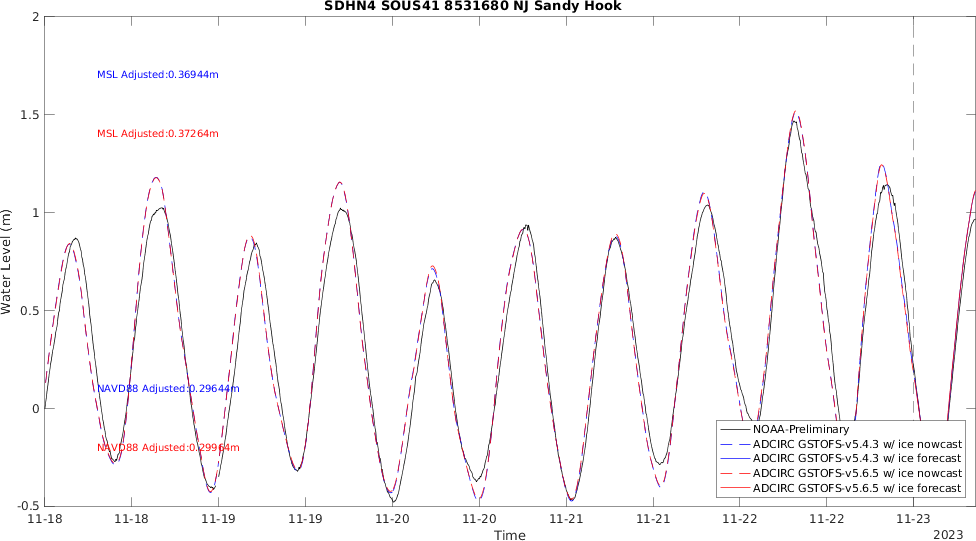 SDHN4 SOUS41 8531680 NJ Sandy Hook
2
1.5
1
0.5
0
-0.5
Water Level (m)
MSL Adjusted:0.36944m
MSL Adjusted:0.37264m
NAVD88 Adjusted:0.29644m
NAVD88 Adjusted:0.29964m
NOAA-Preliminary
ADCIRC GSTOFS-v5.4.3 w/ ice nowcast
ADCIRC GSTOFS-v5.4.3 w/ ice forecast
ADCIRC GSTOFS-v5.6.5 w/ ice nowcast
ADCIRC GSTOFS-v5.6.5 w/ ice forecast
11-18 11-18 11-19 11-19 11-20 11-20 11-21 11-21 11-22 11-22 11-23
Time
2023